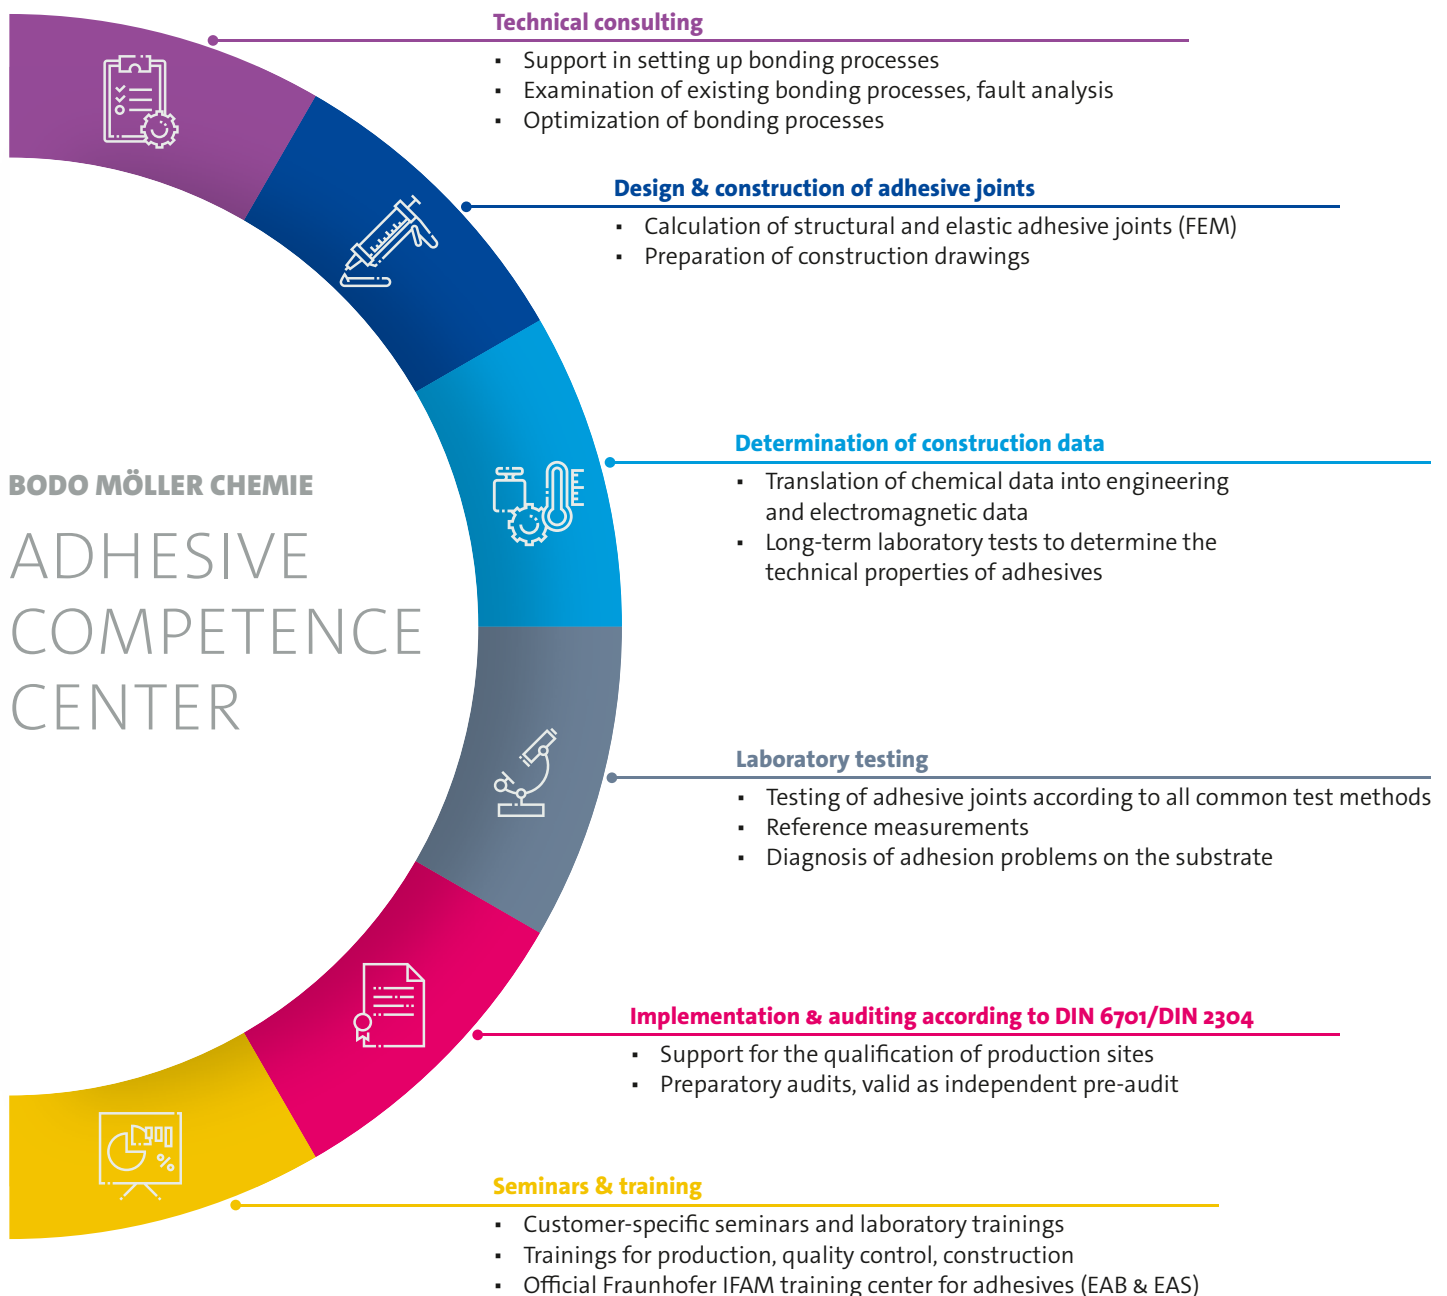 Technical consulting
▪ Support in setting up bonding processes
▪ Examination of existing bonding processes, fault analysis
▪ Optimization of bonding processes
Design & construction of adhesive joints
▪ Calculation of structural and elastic adhesive joints (FEM)
▪ Preparation of construction drawings
BODO MÖLLER CHEMIE
ADHESIVE
COMPETENCE
CENTER
Determination of construction data
▪ Translation of chemical data into engineering
and electromagnetic data
▪ Long-term laboratory tests to determine the
technical properties of adhesives
Laboratory testing
▪ Testing of adhesive joints according to all common test methods
▪ Reference measurements
▪ Diagnosis of adhesion problems on the substrate
Implementation & auditing according to DIN 6701/DIN 2304
▪ Support for the qualification of production sites
▪ Preparatory audits, valid as independent pre-audit
%
Seminars & training
▪ Customer-specific seminars and laboratory trainings
▪ Trainings for production, quality control, construction
▪ Official Fraunhofer IFAM training center for adhesives (EAB & EAS)